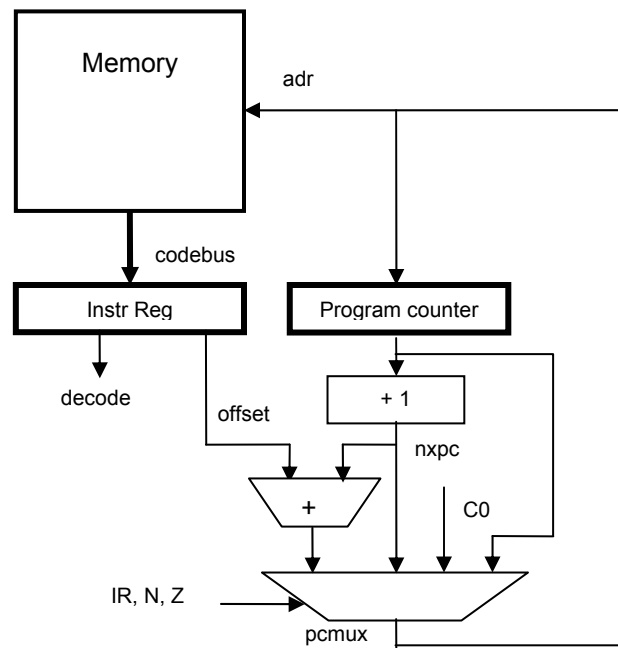 Memory
adr
codebus
Instr Reg
Program counter
decode
+ 1
offset
nxpc
+
C0
IR, N, Z
pcmux